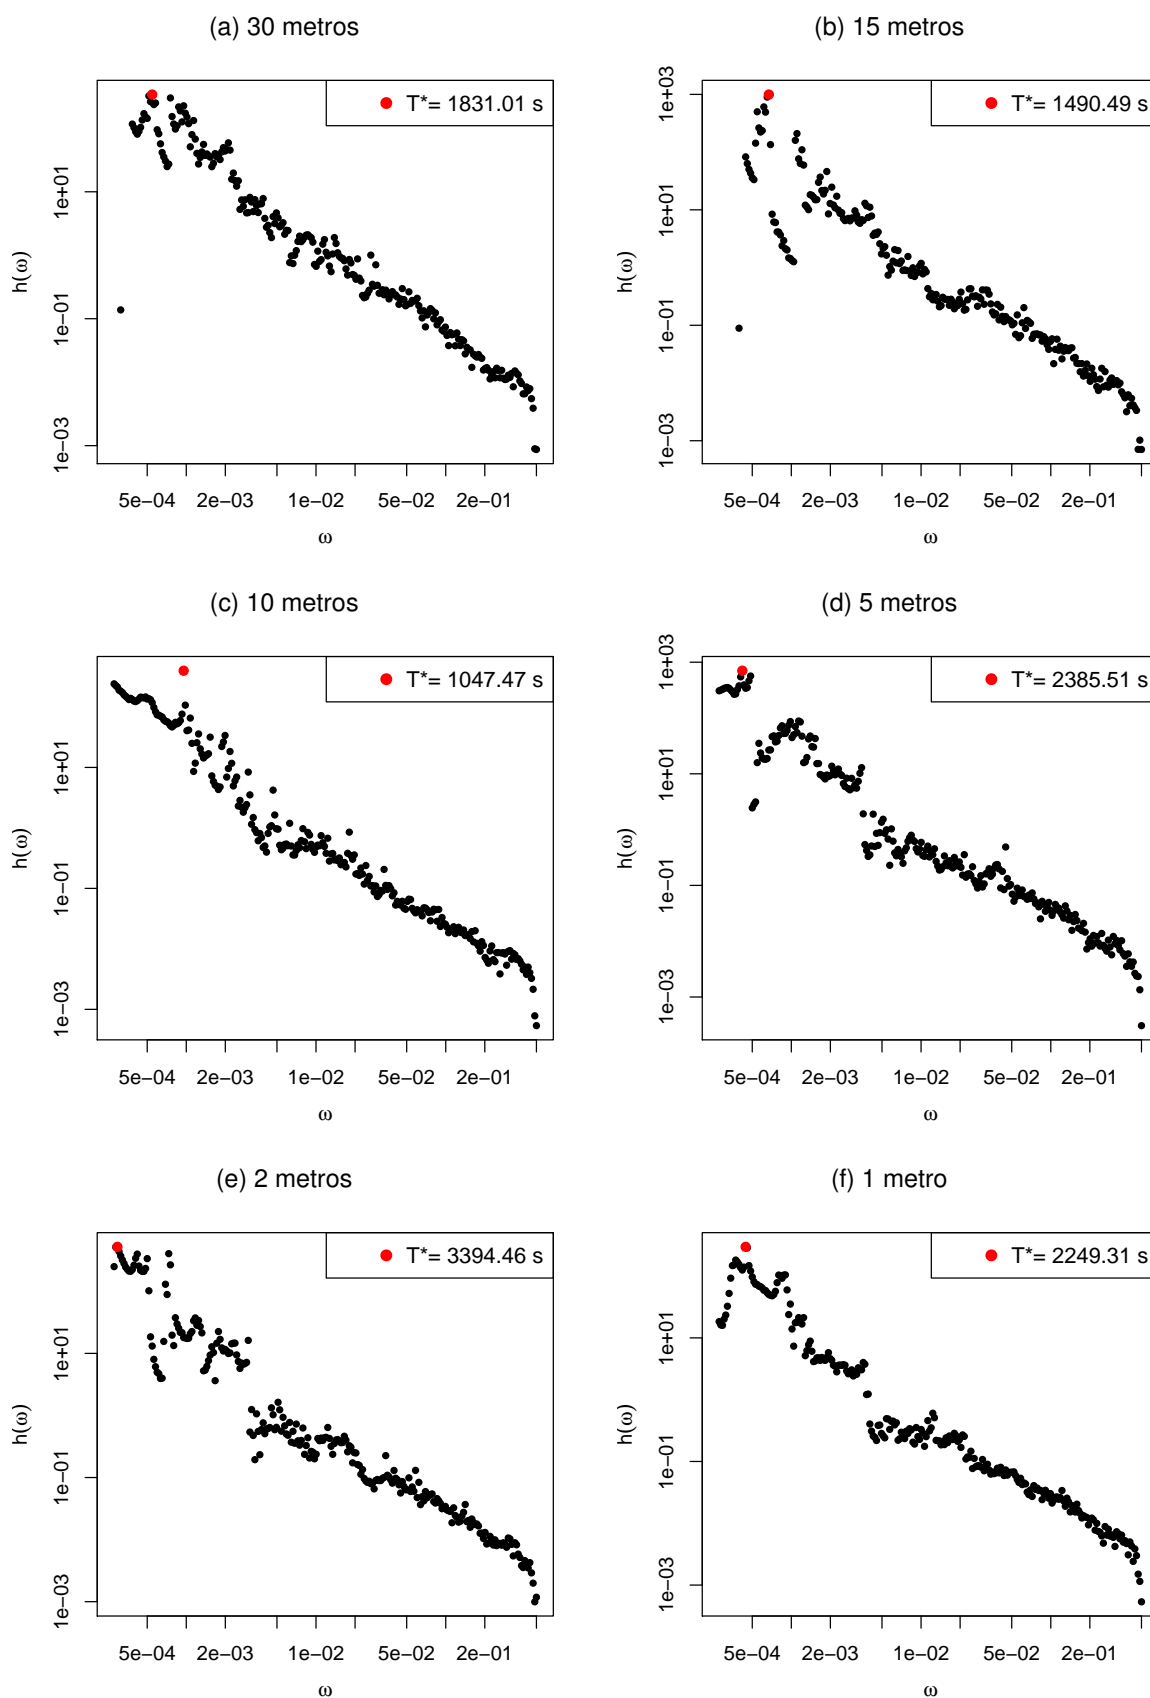 (a) 30 metros
T*= 1831.01 s
1e−03 1e−01 1e+01
h(ω)
5e−04 2e−03 1e−02 5e−02 2e−01
ω
(b) 15 metros
T*= 1490.49 s
1e−03 1e−01 1e+01 1e+03
h(ω)
5e−04 2e−03 1e−02 5e−02 2e−01
ω
(c) 10 metros
T*= 1047.47 s
1e−03 1e−01 1e+01
h(ω)
5e−04 2e−03 1e−02 5e−02 2e−01
ω
(d) 5 metros
T*= 2385.51 s
1e−03 1e−01 1e+01 1e+03
h(ω)
5e−04 2e−03 1e−02 5e−02 2e−01
ω
(e) 2 metros
T*= 3394.46 s
1e−03 1e−01 1e+01
h(ω)
5e−04 2e−03 1e−02 5e−02 2e−01
ω
(f) 1 metro
T*= 2249.31 s
1e−03 1e−01 1e+01
h(ω)
5e−04 2e−03 1e−02 5e−02 2e−01
ω